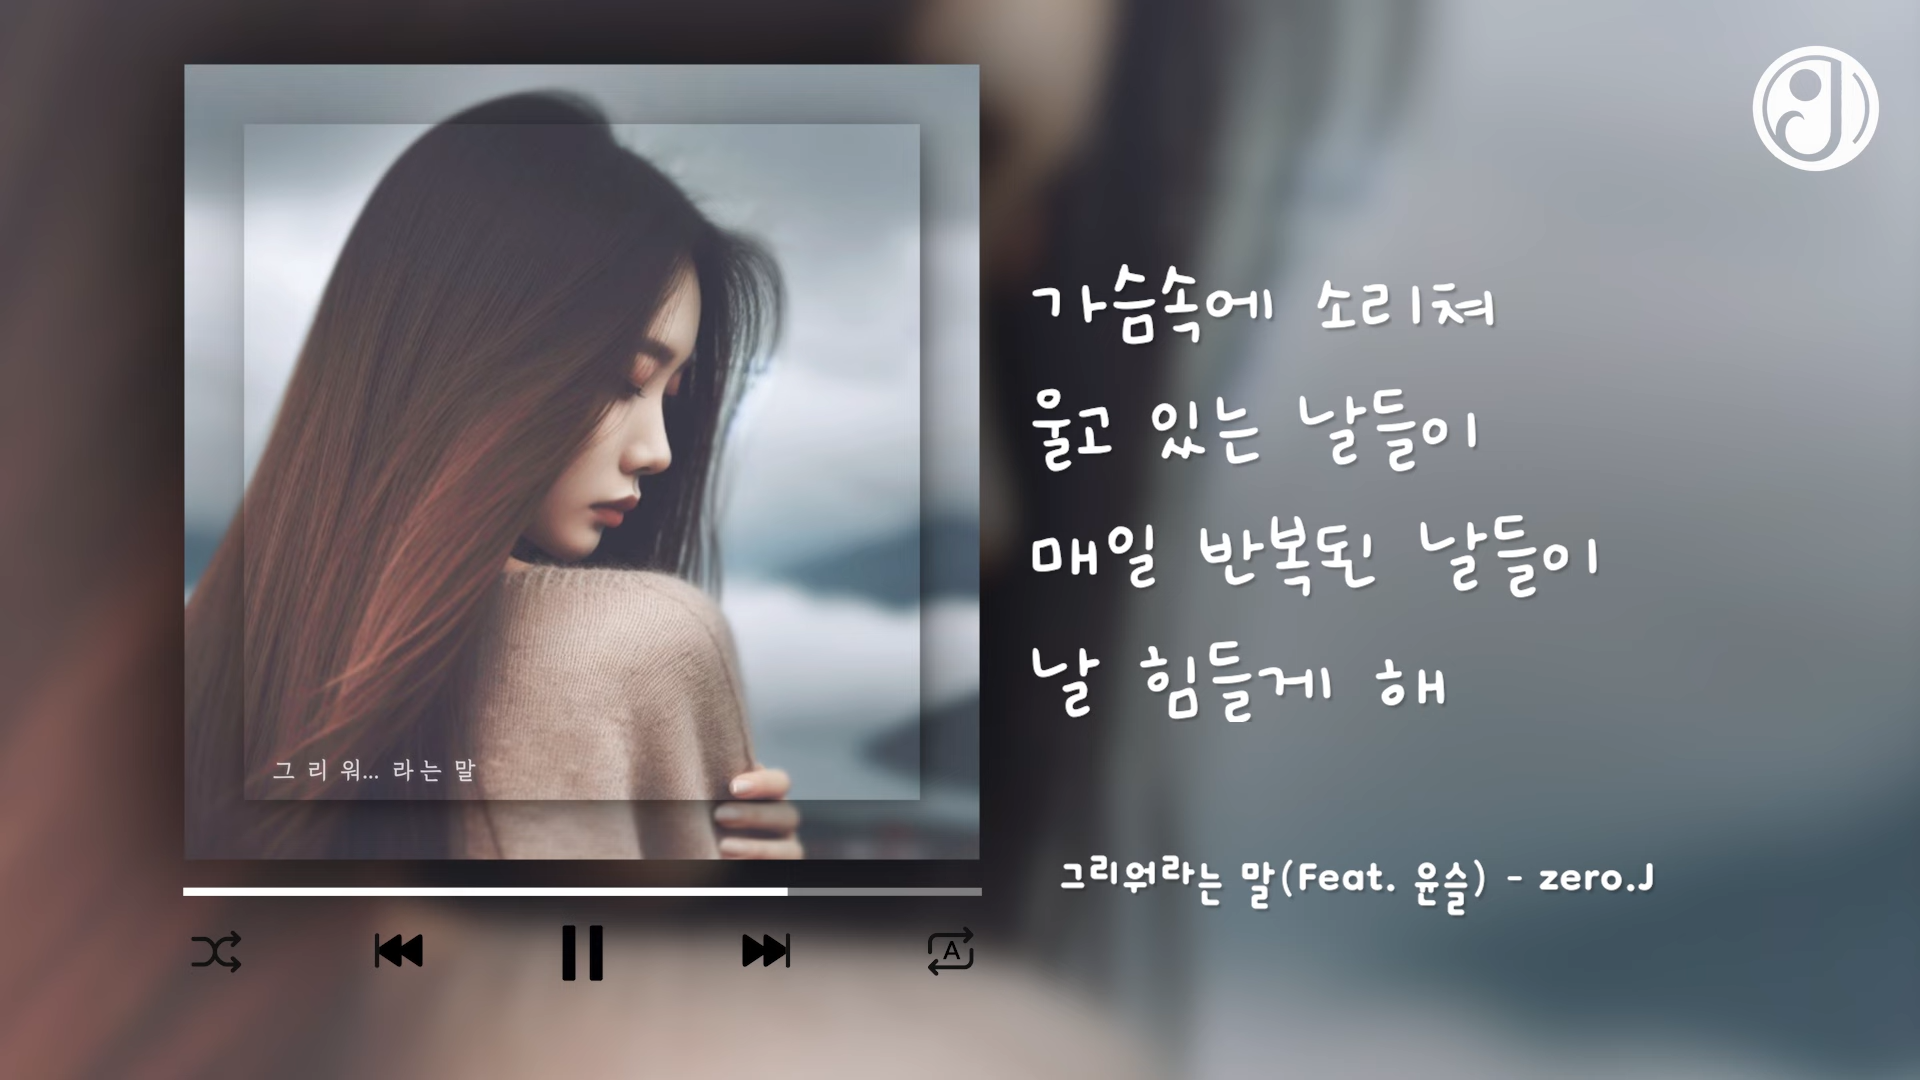 가슴속에 소리쳐
울고 있는 날들이
매일 반복된 날들이
날 힘들게 해
그리워... 라는 말
그리워라는 말(Feat. 윤슬) - zero.J
A